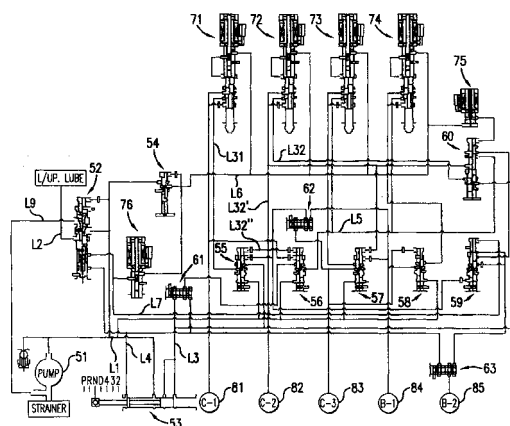 71
72
73
74
75
54
L32
60
L31
52
L/UP. LUBE
L6
L9
76
L32'
62
L5
L2
L32"
61
55
L7
56
57
58
59
51
L1
L4
L3
63
PUMP
PRND432
81
82
83
84
85
C-1
C-2
C-3
B-1
B-2
STRAINER
53